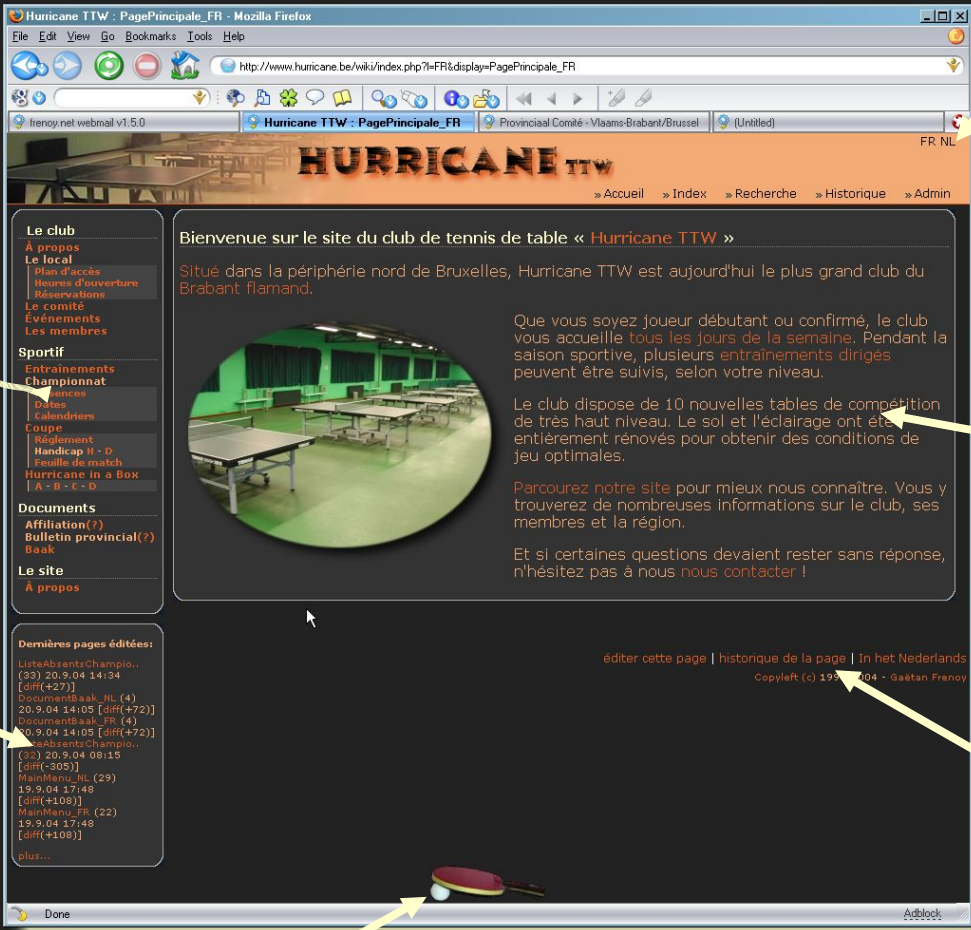 Hurricane TTW : PagePrincipale_FR - Mozilla Firefox
File Edit View Go Bookmarks Tools Help
http://www.hurricane.be/wiki/index.php?l=FR&display=PagePrincipale_FR
frenoy.net webmail v1.5.0 Hurricane TTW : PagePrincipale_FR Provinciaal Comité - Vlaams-Brabant/Brussel (Untitled)
FR NL
HURRICANE TTW
» Accueil » Index » Recherche » Historique » Admin
Le club
À propos
Le local
Plan d'accès
Heures d'ouverture
Réservations
Le comité
Événements
Les membres
Sportif
Entrainements
Championnat
sences
Dates
Calendriers
Coupe
Réglement
Handicap H - D
Feuille de match
Hurricane in a Box
A - B - C - D
Documents
Affiliation(?)
Bulletin provincial(?)
Baak
Le site
À propos
Bienvenue sur le site du club de tennis de table « Hurricane TTW »
Situé dans la périphérie nord de Bruxelles, Hurricane TTW est aujourd'hui le plus grand club du
Brabant flamand.
Que vous soyez joueur débutant ou confirmé, le club
vous accueille tous les jours de la semaine. Pendant la
saison sportive, plusieurs entraînements dirigés
peuvent être suivis, selon votre niveau.
Le club dispose de 10 nouvelles tables de compétition
de très haut niveau. Le sol et l'éclairage ont été
entièrement rénovés pour obtenir des conditions de
jeu optimales.
Parcourez notre site pour mieux nous connaître. Vous y
trouverez de nombreuses informations sur le club, ses
membres et la région.
Et si certaines questions devaient rester sans réponse,
n'hésitez pas à nous nous contacter !
Dernières pages éditées:
ListeAbsentsChampio..
(33) 20.9.04 14:34
[diff(+27)]
DocumentBaak_NL (4)
20.9.04 14:05 [diff(+72)]
DocumentBaak_FR (4)
20.9.04 14:05 [diff(+72)]
steAbsentsChampio..
(32) 20.9.04 08:15
[diff(-305)]
MainMenu_NL (29)
19.9.04 17:48
[diff(+108)]
MainMenu_FR (22)
19.9.04 17:48
[diff(+108)]
plus...
éditer cette page | historique de la page | In het Nederlands
Copyleft (c) 199 004 - Gaëtan Frenoy
Done Adblock